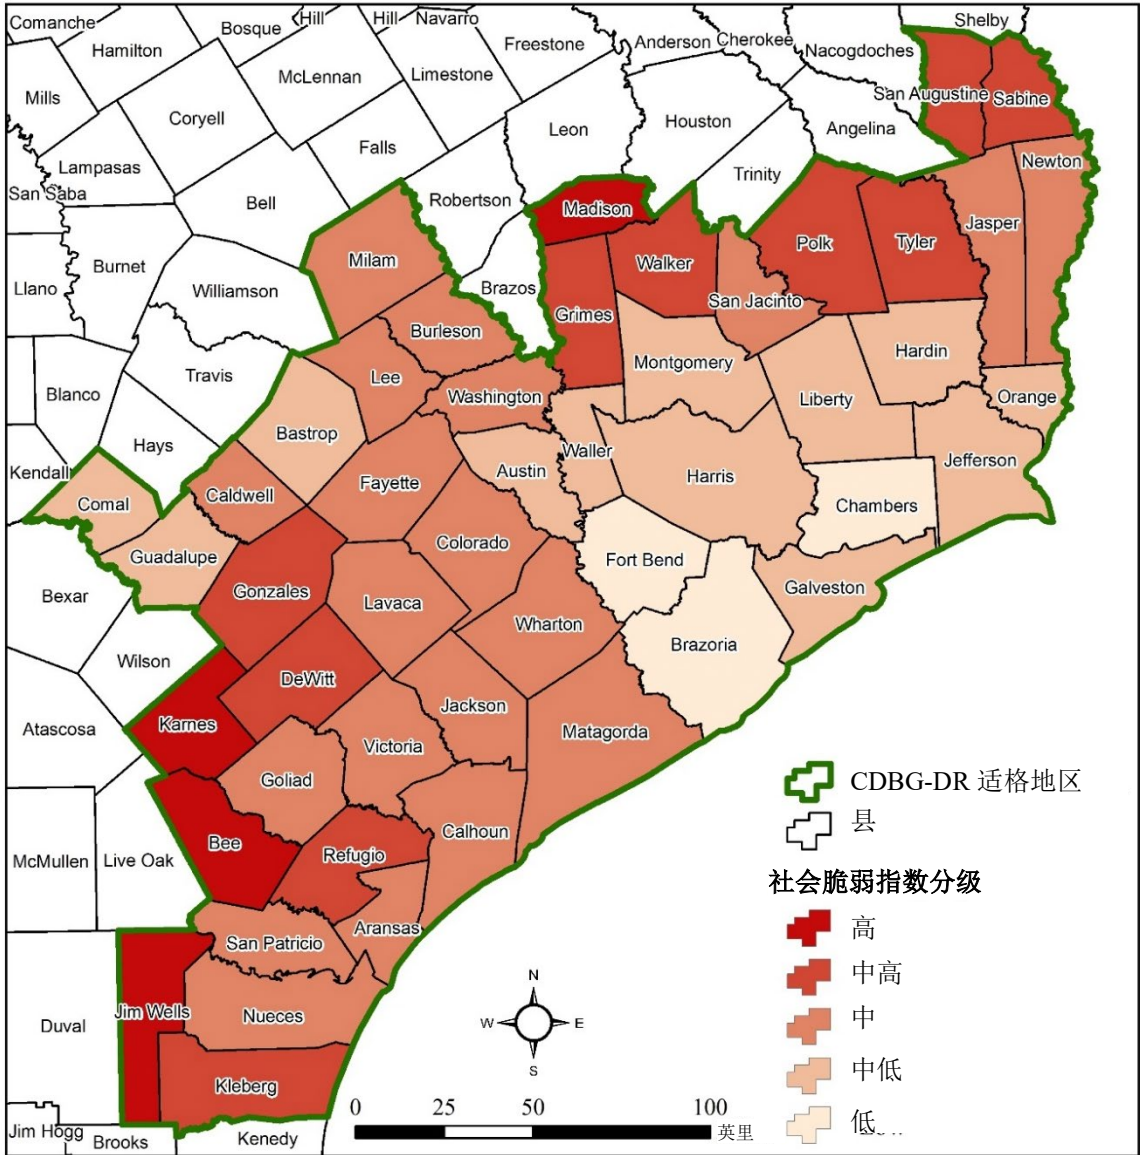 Comanche
Hill
Hill
Navarro
Shelby
Bosque
Hamilton
Freestone
Anderson
Cherokee
Nacogdoches
McLennan
Limestone
Mills
San Augustine
Sabine
Coryell
Leon
Houston
Angelina
Falls
Lampasas
Newton
Trinity
San Saba
Bell
Robertson
Madison
Jasper
Milam
Polk
Tyler
Burnet
Walker
Llano
Williamson
Brazos
San Jacinto
Grimes
Burleson
Hardin
Montgomery
Travis
Lee
Blanco
Washington
Liberty
Orange
Bastrop
Hays
Waller
Jefferson
Kendall
Austin
Harris
Fayette
Caldwell
Comal
Chambers
Colorado
Guadalupe
Fort Bend
Galveston
Gonzales
Bexar
Lavaca
Wharton
Brazoria
Wilson
DeWitt
Jackson
Karnes
Atascosa
Matagorda
Victoria
Goliad
CDBG-DR 适格地区
县
Calhoun
Bee
Refugio
McMullen
Live Oak
社会脆弱指数分级
高
Aransas
San Patricio
中高
N
W
E
S
Jim Wells
Nueces
Duval
中
中低
Kleberg
0 25 50 100
英里
低
Jim Hogg
Brooks
Kenedy